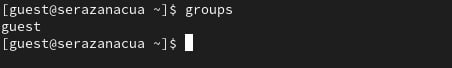 [guest@serazanacua ~]$ groups
guest
[guest@serazanacua ~]$